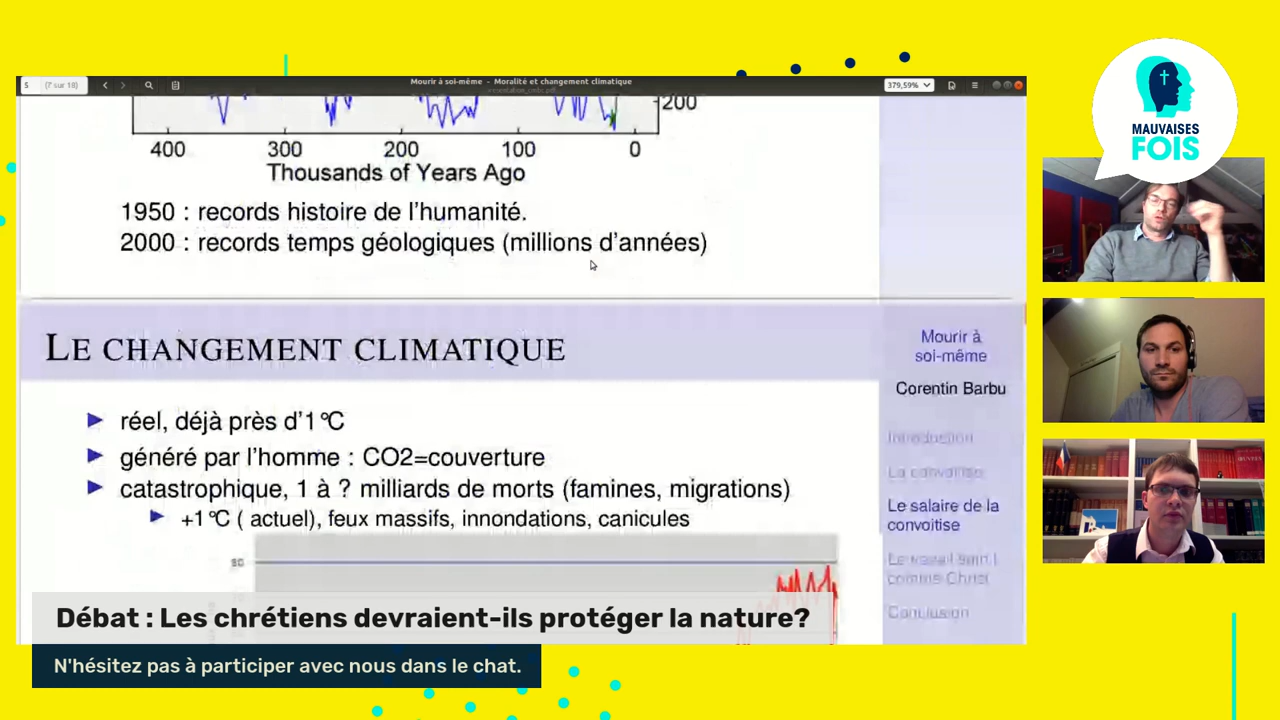 5 (7 sur 19)
Mourir à soi-même - Moralité et changement climatique
379,59%
200
400 300 200 100 0
Thousands of Years Ago
1950 : records histoire de l'humanité.
2000 : records temps géologiques (millions d'années)
LE CHANGEMENT CLIMATIQUE
réel, déjà près d'1°C
généré par l'homme : CO2=couverture
catastrophique, 1 à ? milliards de morts (famines, migrations)
+1°C ( actuel), feux massifs, innondations, canicules
Mourir à
soi-même
Corentin Barbu
Introduction
La convoitise
Le salaire de la
convoitise
Conclusion
MAUVAISES
FOIS
Débat : Les chrétiens devraient-ils protéger la nature?
N'hésitez pas à participer avec nous dans le chat.